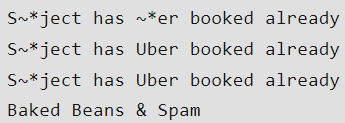 S~*ject has ~*er booked already
S~*ject has Uber booked already
S~*ject has Uber booked already
Baked Beans & Spam